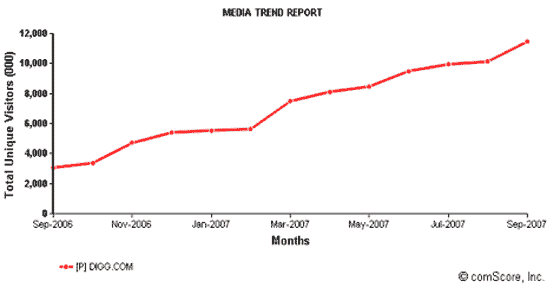 MEDIA TREND REPORT
Total Unique Visitors (000)
12,000
10,000
8,000
6,000
4,000
2,000
0
Sep-2006 Nov-2006 Jan-2007 Mar-2007 May-2007 Jul-2007 Sep-2007
Months
[P] DIGG.COM
© comScore, Inc.